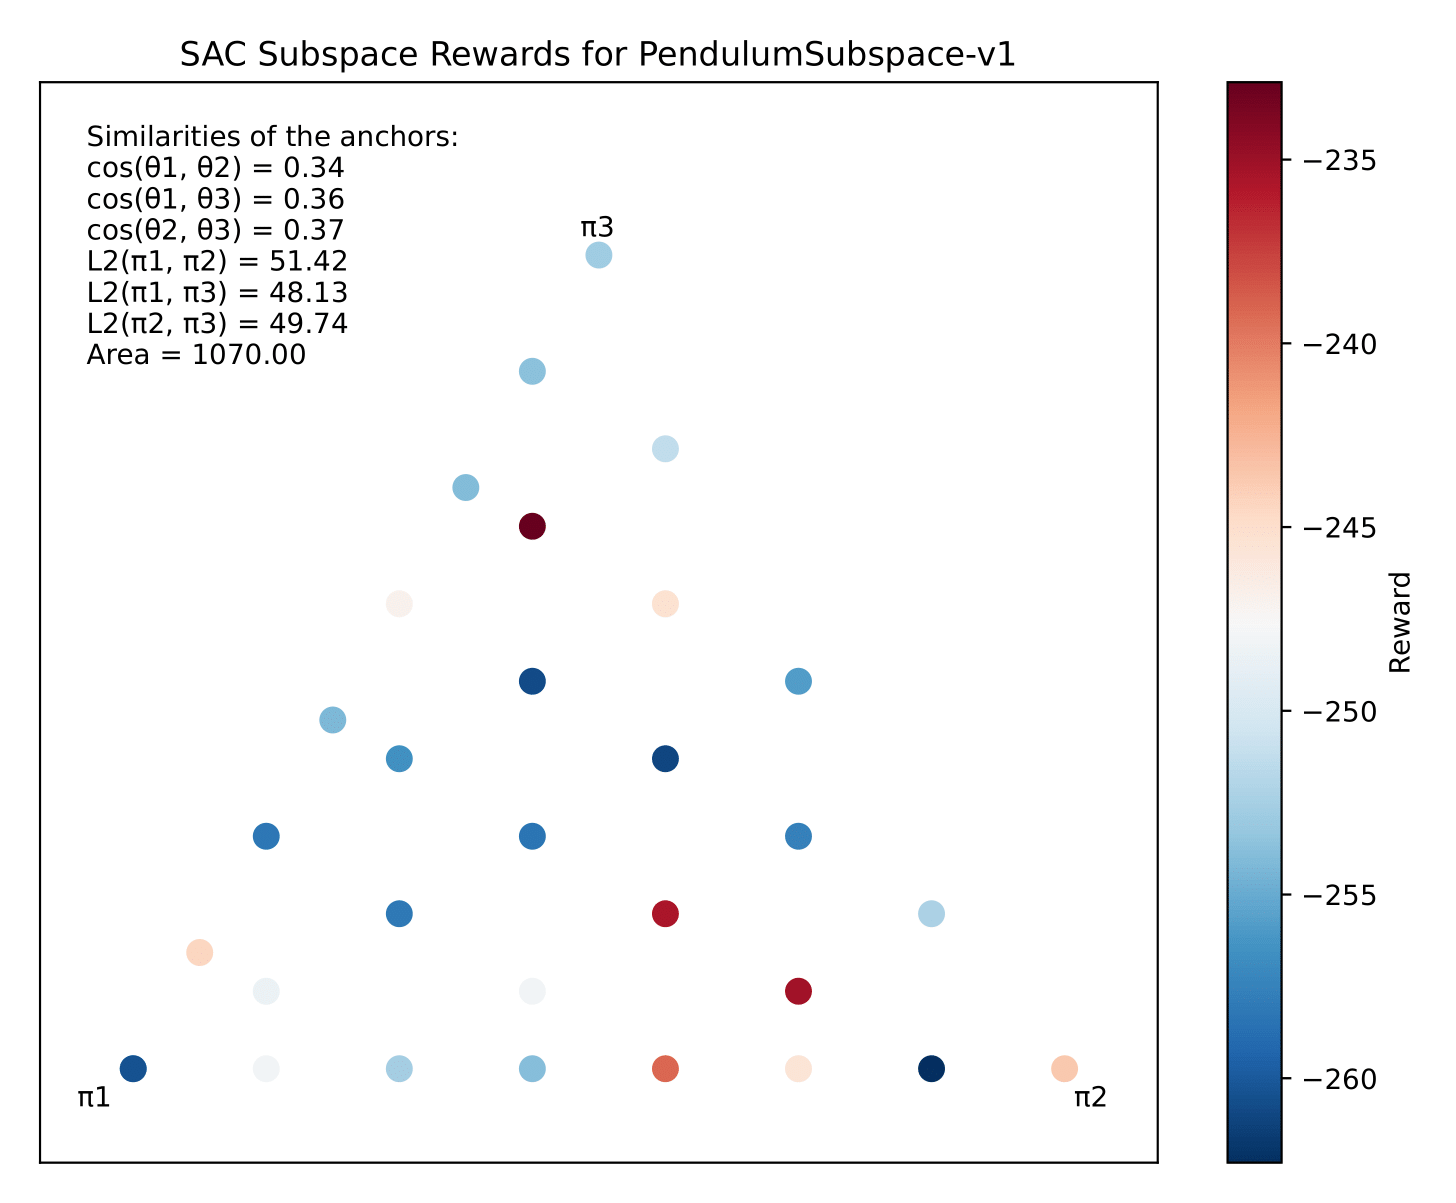 SAC Subspace Rewards for PendulumSubspace-v1
Similarities of the anchors:
cos(θ1, θ2) = 0.34
cos(θ1, θ3) = 0.36
cos(θ2, θ3) = 0.37
L2(π1, π2) = 51.42
L2(π1, π3) = 48.13
L2(π2, π3) = 49.74
Area = 1070.00
π3
π1
π2
−235
−240
−245
−250
−255
−260
Reward